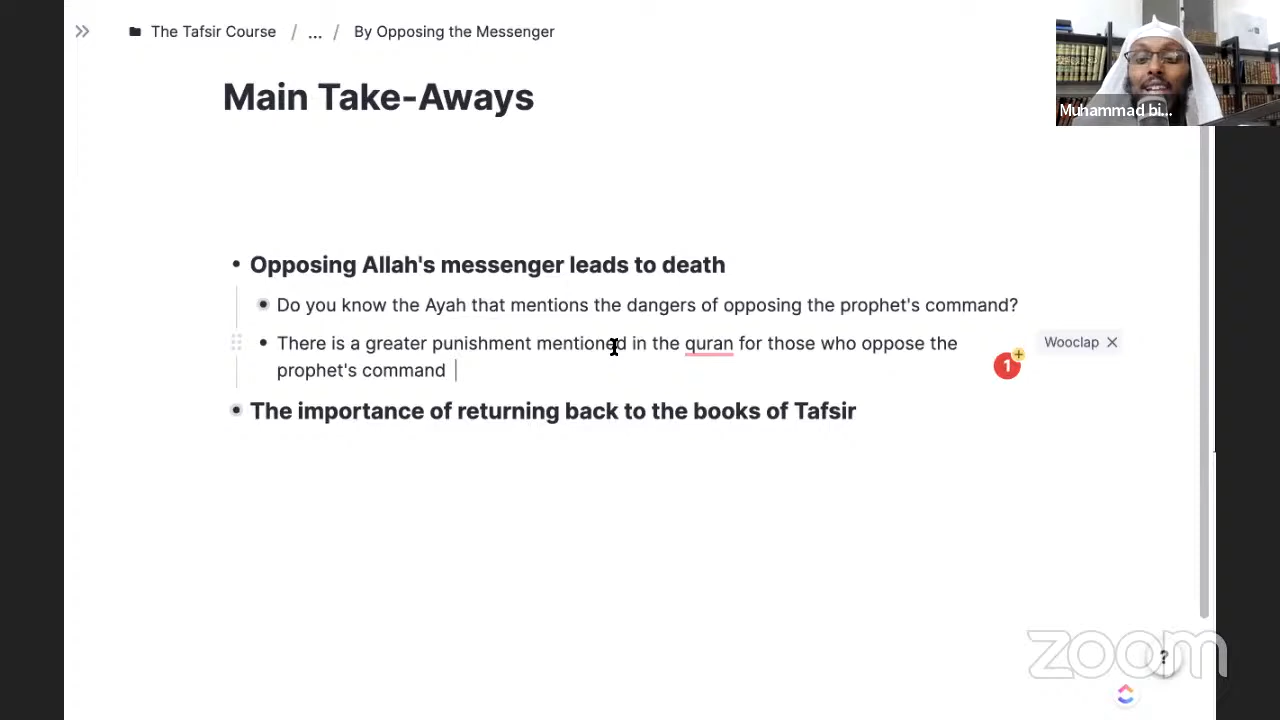 The Tafsir Course / ... / By Opposing the Messenger
Muhammad bi...
Main Take-Aways
Opposing Allah's messenger leads to death
Do you know the Ayah that mentions the dangers of opposing the prophet's command?
There is a greater punishment mentioned in the quran for those who oppose the
prophet's command
Wooclap
1
The importance of returning back to the books of Tafsir
zoom
?